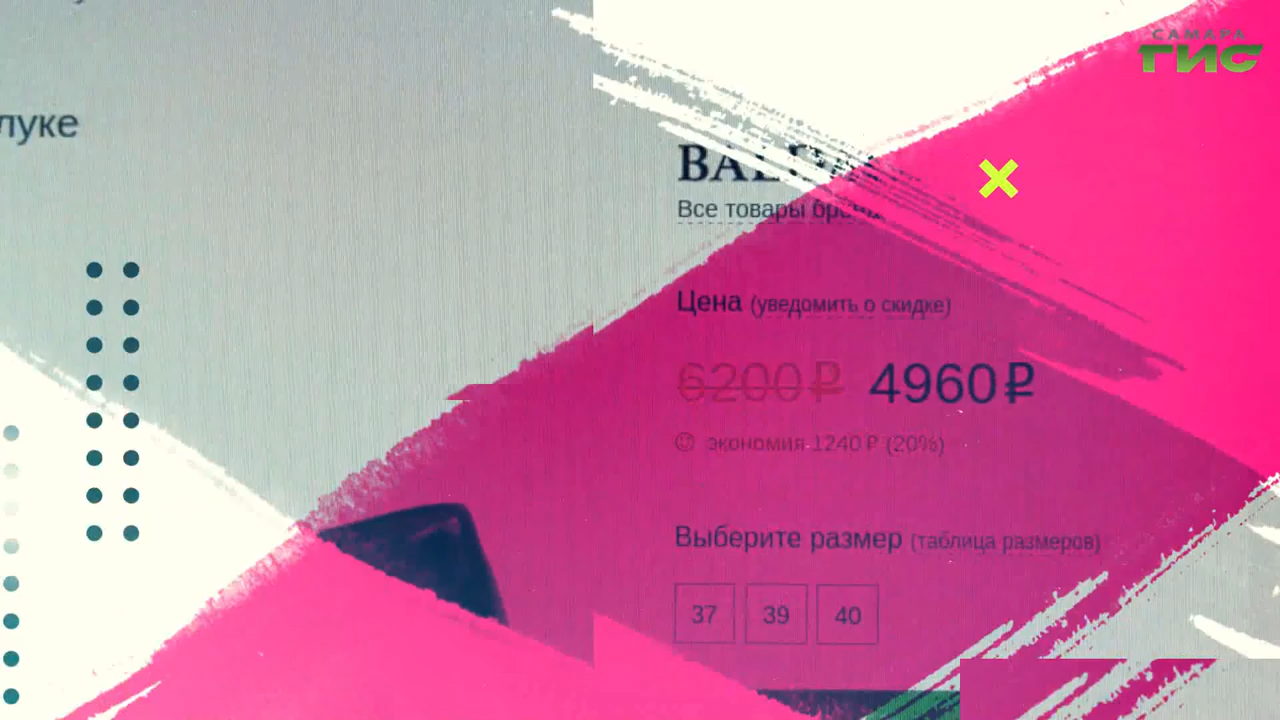 САМАРА
ГИС
луке
Все товары
Цена (уведомить о скидке)
6200 ₽ 4960 ₽
экономия 1240 ₽ (20%)
Выберите размер (таблица размеров)
37 39 40